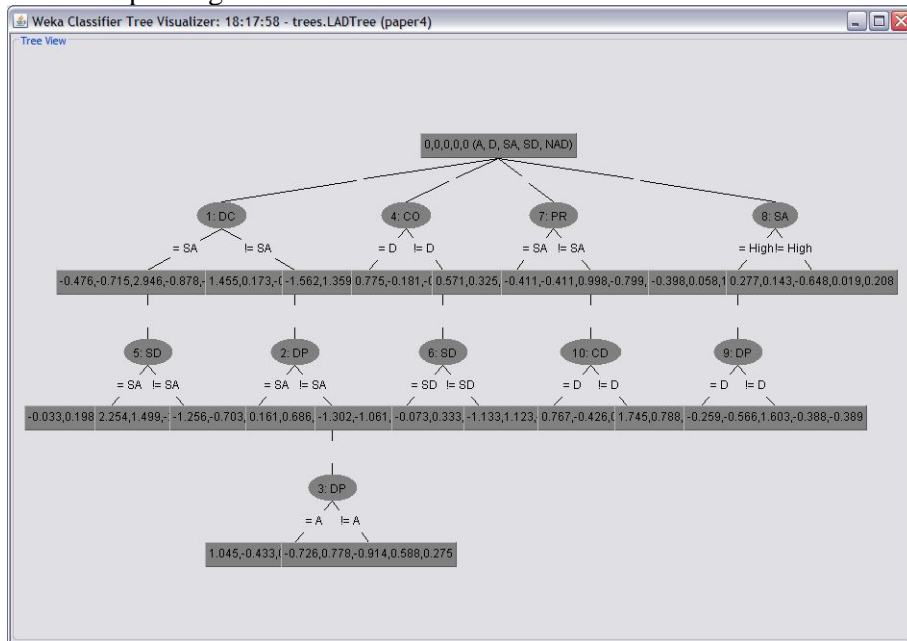 Weka Classifier Tree Visualizer: 18:17:58 - trees.LADTree (paper4)
Tree View
0,0,0,0,0 (A, D, SA, SD, NAD)
1: DC 4: CO 7: PR 8: SA
= SA != SA = D != D = SA != SA = High != High
-0.476,-0.715,2.946,-0.878,- 1.455,0.173,- -1.562,1.359 0.775,-0.181,- 0.571,0.325, -0.411,-0.411,0.998,-0.799, -0.398,0.058,1 0.277,0.143,-0.648,0.019,0.208
5: SD 2: DP 6: SD 10: CD 9: DP
= SA != SA = SA != SA = SD != SD = D != D = D != D
-0.033,0.198 2.254,1.499,- -1.256,-0.703, 0.161,0.686, -1.302,-1.061, -0.073,0.333, -1.133,1.123, 0.767,-0.426, 1.745,0.788, -0.259,-0.566,1.603,-0.388,-0.389
3: DP
= A != A
1.045,-0.433, -0.726,0.778,-0.914,0.588,0.275